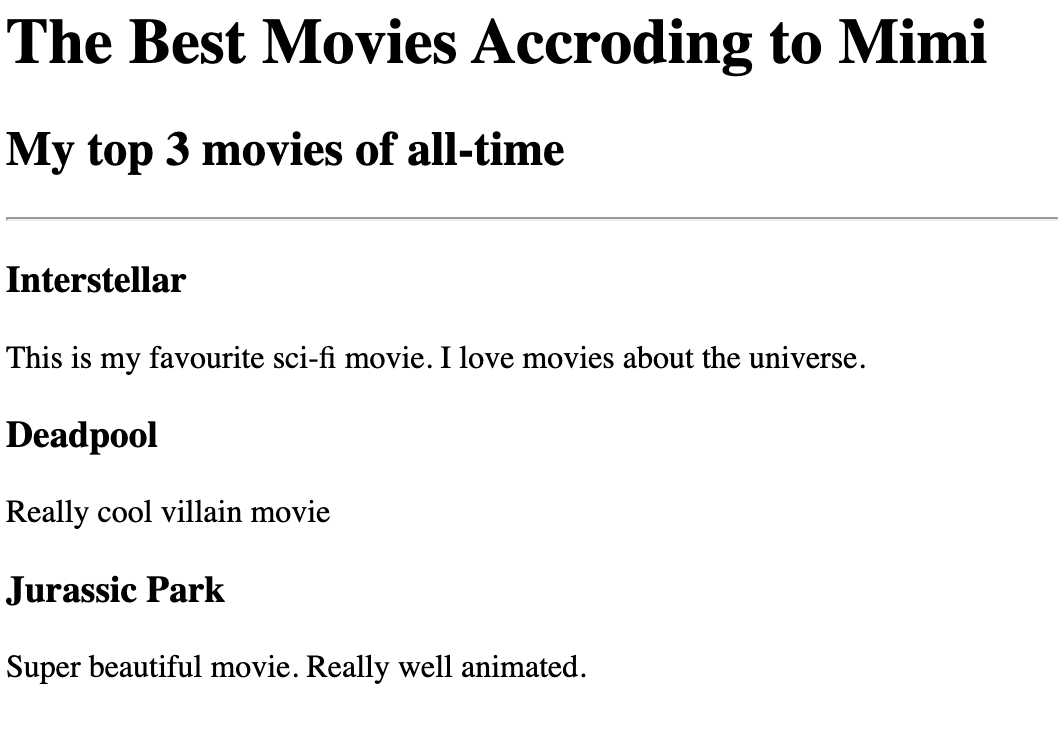 The Best Movies Accroding to Mimi
My top 3 movies of all-time
Interstellar
This is my favourite sci-fi movie. I love movies about the universe.
Deadpool
Really cool villain movie
Jurassic Park
Super beautiful movie. Really well animated.